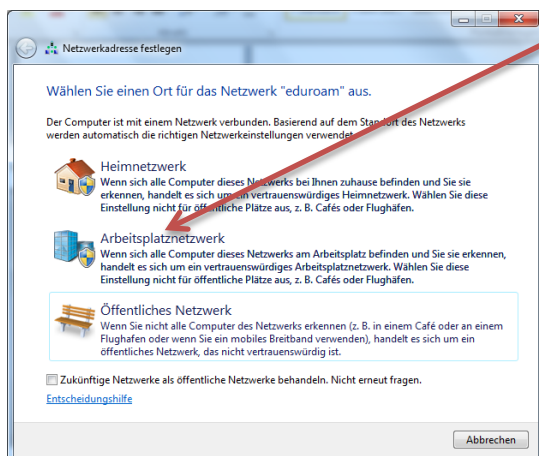 Netzwerkadresse festlegen
Wählen Sie einen Ort für das Netzwerk "eduroam" aus.
Der Computer ist mit einem Netzwerk verbunden. Basierend auf dem Standort des Netzwerks
werden automatisch die richtigen Netzwerkeinstellungen verwendet.
Heimnetzwerk
Wenn sich alle Computer dieses Netzwerks bei Ihnen zuhause befinden und Sie sie
erkennen, handelt es sich um ein vertrauenswürdiges Heimnetzwerk. Wählen Sie diese
Einstellung nicht für öffentliche Plätze aus, z. B. Cafés oder Flughäfen.
Arbeitsplatznetzwerk
Wenn sich alle Computer dieses Netzwerks am Arbeitsplatz befinden und Sie sie erkennen,
handelt es sich um ein vertrauenswürdiges Arbeitsplatznetzwerk. Wählen Sie diese
Einstellung nicht für öffentliche Plätze aus, z. B. Cafés oder Flughäfen.
Öffentliches Netzwerk
Wenn Sie nicht alle Computer des Netzwerks erkennen (z. B. in einem Café oder an einem
Flughafen oder wenn Sie ein mobiles Breitband verwenden), handelt es sich um ein
öffentliches Netzwerk, das nicht vertrauenswürdig ist.
Zukünftige Netzwerke als öffentliche Netzwerke behandeln. Nicht erneut fragen.
Entscheidungshilfe
Abbrechen